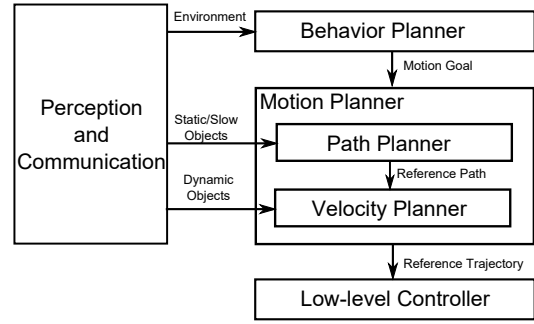 Environment
Behavior Planner
Motion Goal
Perception
and
Communication
Motion Planner
Static/Slow
Objects
Path Planner
Reference Path
Dynamic
Objects
Velocity Planner
Reference Trajectory
Low-level Controller